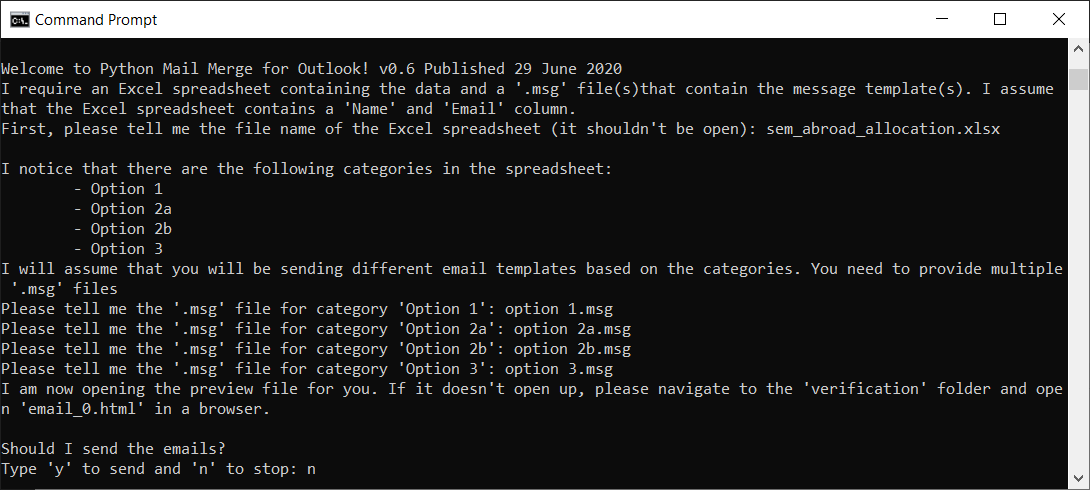 Command Prompt
Welcome to Python Mail Merge for Outlook! v0.6 Published 29 June 2020
I require an Excel spreadsheet containing the data and a '.msg' file(s)that contain the message template(s). I assume
that the Excel spreadsheet contains a 'Name' and 'Email' column.
First, please tell me the file name of the Excel spreadsheet (it shouldn't be open): sem_abroad_allocation.xlsx
I notice that there are the following categories in the spreadsheet:
- Option 1
- Option 2a
- Option 2b
- Option 3
I will assume that you will be sending different email templates based on the categories. You need to provide multiple
'.msg' files
Please tell me the '.msg' file for category 'Option 1': option 1.msg
Please tell me the '.msg' file for category 'Option 2a': option 2a.msg
Please tell me the '.msg' file for category 'Option 2b': option 2b.msg
Please tell me the '.msg' file for category 'Option 3': option 3.msg
I am now opening the preview file for you. If it doesn't open up, please navigate to the 'verification' folder and ope
n 'email_0.html' in a browser.
Should I send the emails?
Type 'y' to send and 'n' to stop: n